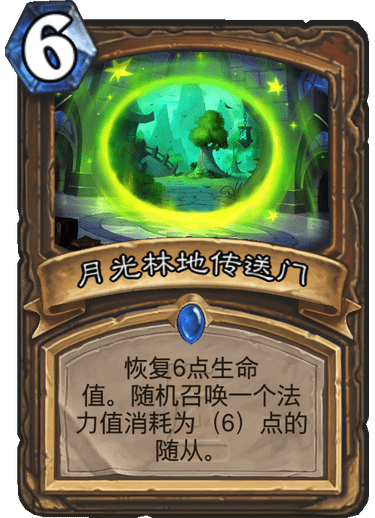 6
月光林地传送门
恢复6点生命
值。随机召唤一个法
力值消耗为（6）点的
随从。